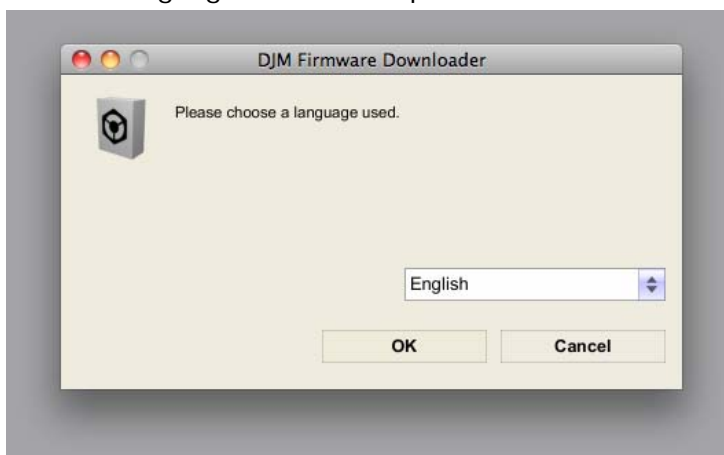 DJM Firmware Downloader
Please choose a language used.
English
OK
Cancel